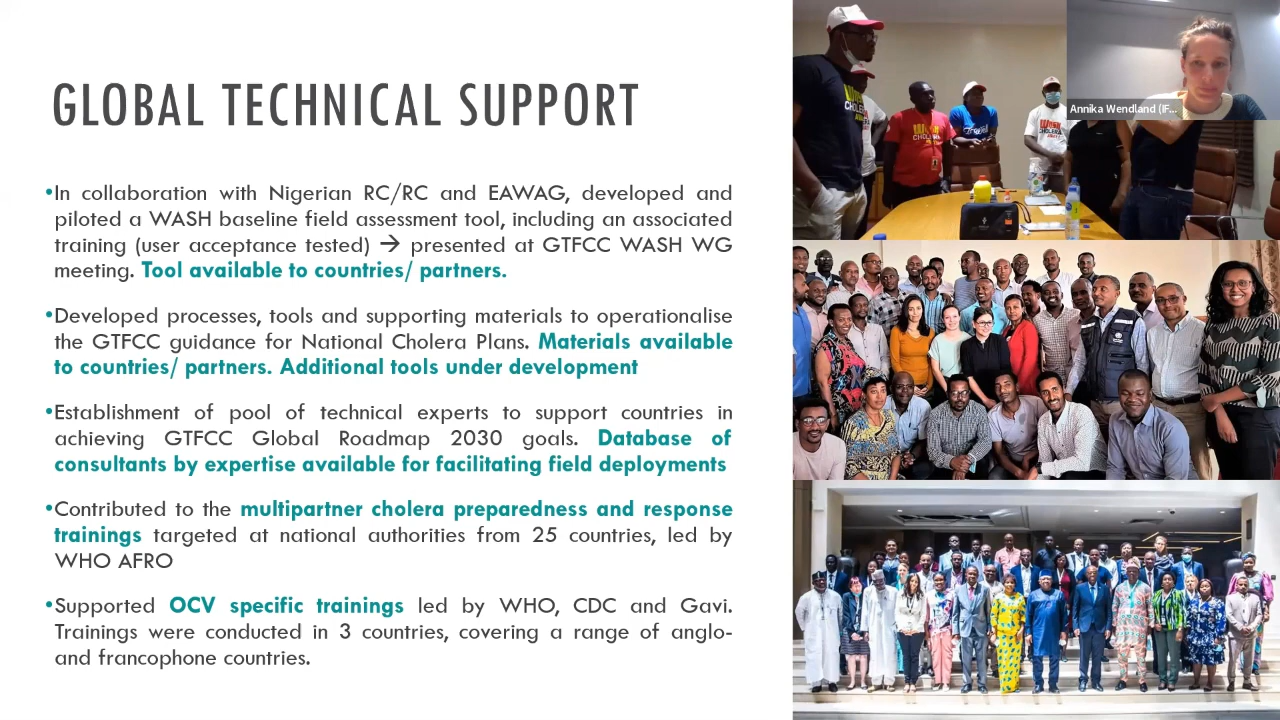 GLOBAL TECHNICAL SUPPORT
•In collaboration with Nigerian RC/RC and EAWAG, developed and
piloted a WASH baseline field assessment tool, including an associated
training (user acceptance tested) → presented at GTFCC WASH WG
meeting. Tool available to countries/ partners.
•Developed processes, tools and supporting materials to operationalise
the GTFCC guidance for National Cholera Plans. Materials available
to countries/ partners. Additional tools under development
•Establishment of pool of technical experts to support countries in
achieving GTFCC Global Roadmap 2030 goals. Database of
consultants by expertise available for facilitating field deployments
•Contributed to the multipartner cholera preparedness and response
trainings targeted at national authorities from 25 countries, led by
WHO AFRO
•Supported OCV specific trainings led by WHO, CDC and Gavi.
Trainings were conducted in 3 countries, covering a range of anglo-
and francophone countries.
Annika Wendland (IF...
CHOLERA
CHOLERA